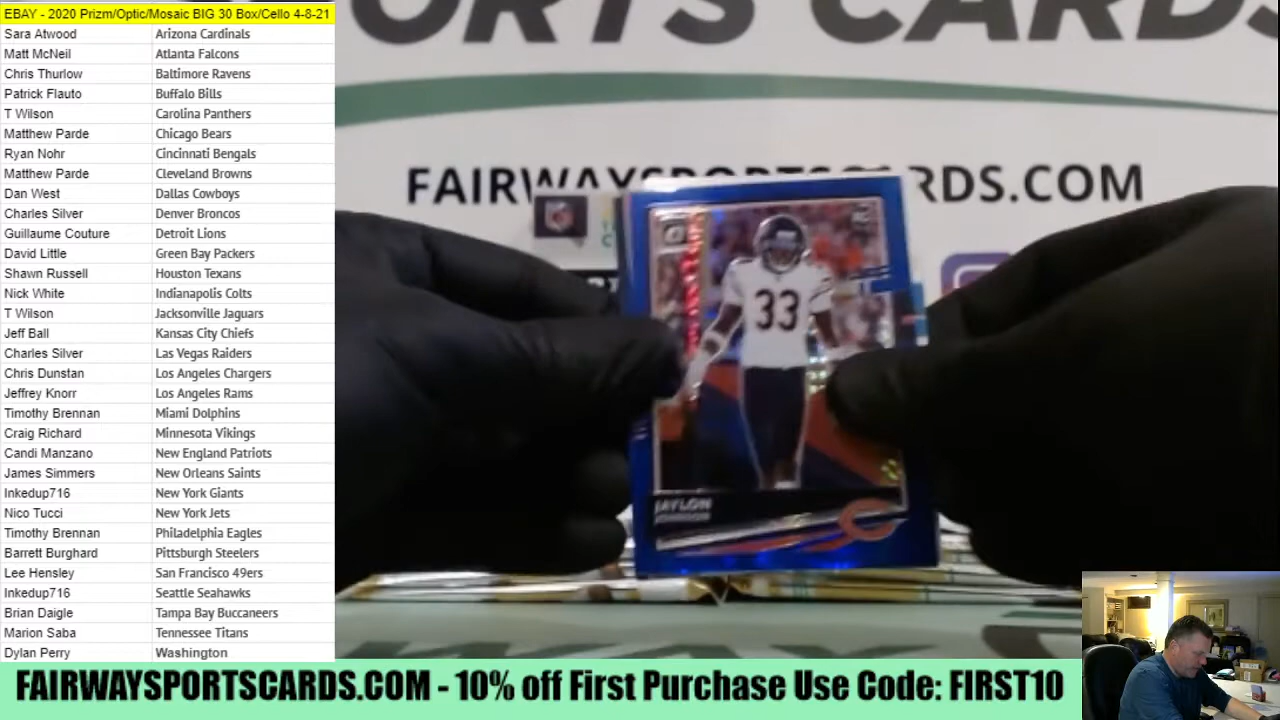 EBAY - 2020 Prizm/Optic/Mosaic BIG 30 Box/Cello 4-8-21
Sara Atwood Arizona Cardinals
Matt McNeil Atlanta Falcons
Chris Thurlow Baltimore Ravens
Patrick Flauto Buffalo Bills
T Wilson Carolina Panthers
Matthew Parde Chicago Bears
Ryan Nohr Cincinnati Bengals
Matthew Parde Cleveland Browns
Dan West Dallas Cowboys
Charles Silver Denver Broncos
Guillaume Couture Detroit Lions
David Little Green Bay Packers
Shawn Russell Houston Texans
Nick White Indianapolis Colts
T Wilson Jacksonville Jaguars
Jeff Ball Kansas City Chiefs
Charles Silver Las Vegas Raiders
Chris Dunstan Los Angeles Chargers
Jeffrey Knorr Los Angeles Rams
Timothy Brennan Miami Dolphins
Craig Richard Minnesota Vikings
Candi Manzano New England Patriots
James Simmers New Orleans Saints
Inkedup716 New York Giants
Nico Tucci New York Jets
Timothy Brennan Philadelphia Eagles
Barrett Burghard Pittsburgh Steelers
Lee Hensley San Francisco 49ers
Inkedup716 Seattle Seahawks
Brian Daigle Tampa Bay Buccaneers
Marion Saba Tennessee Titans
Dylan Perry Washington
ORTS CARDS
FAIRWAYSPORTSCARDS.COM
33
JAYLON
JOHNSON
FAIRWAYSPORTSCARDS.COM - 10% off First Purchase Use Code: FIRST10